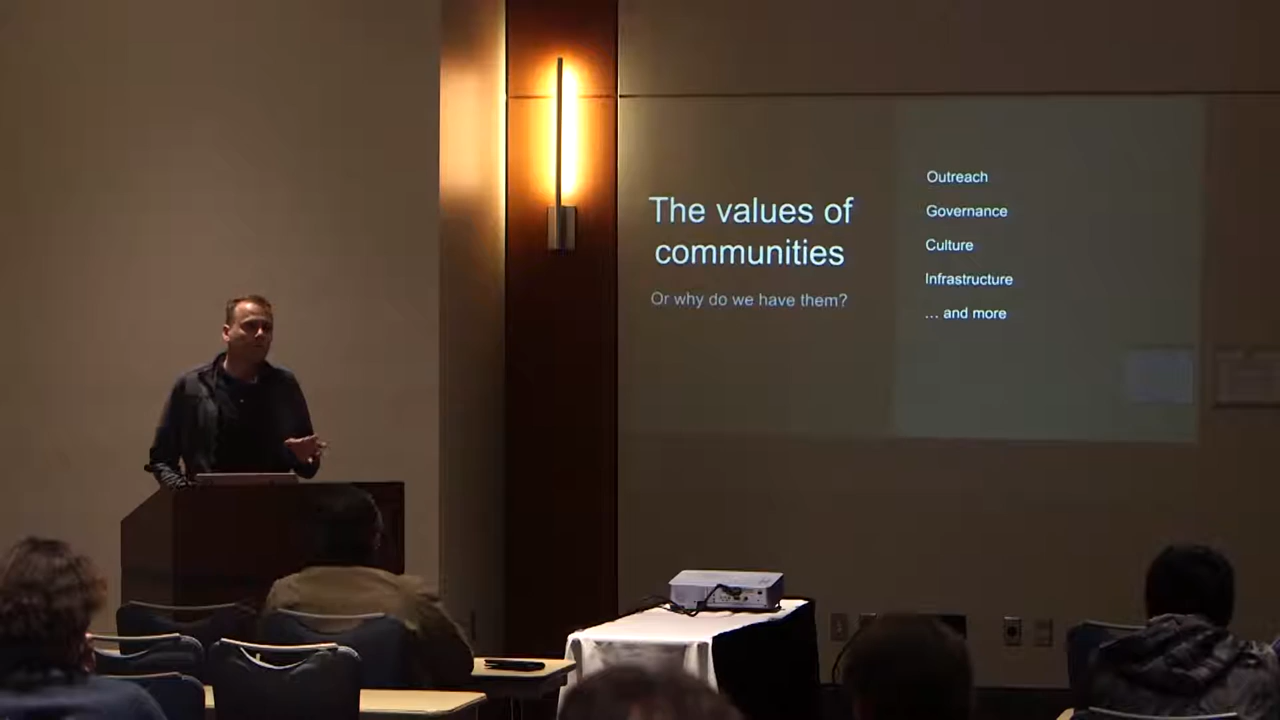 The values of
communities
Or why do we have them?
Outreach
Governance
Culture
Infrastructure
… and more